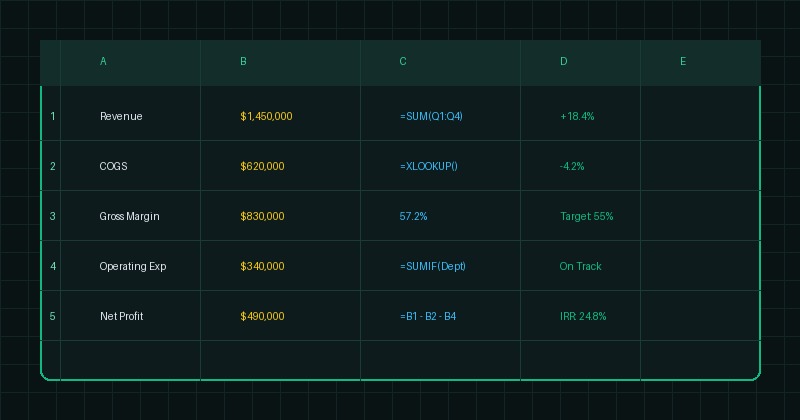 A B C D E
1 Revenue $1,450,000 =SUM(Q1:Q4) +18.4%
2 COGS $620,000 =XLOOKUP() -4.2%
3 Gross Margin $830,000 57.2% Target 55%
4 Operating Exp $340,000 =SUMIF(Dept) On Track
5 Net Profit $490,000 =B1 - B2 - B4 IRR 24.8%